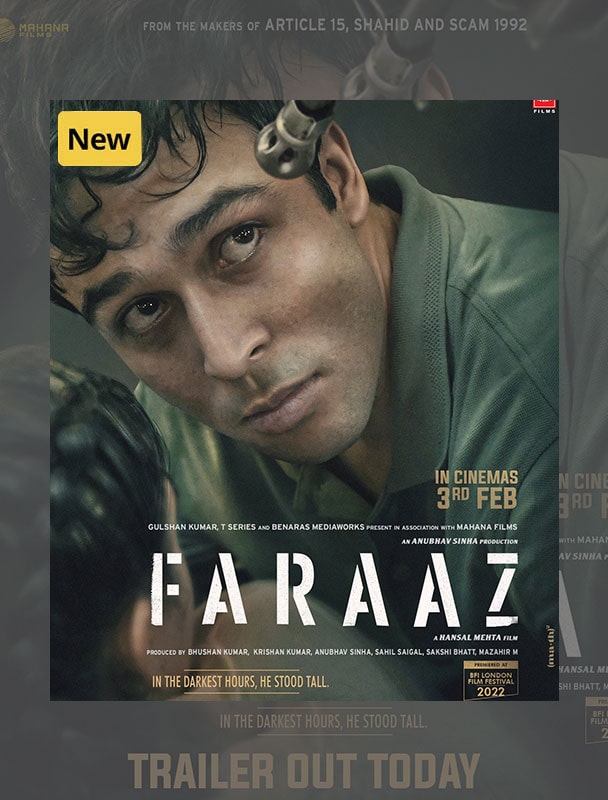 MAHANA
FILMS
FROM THE MAKERS OF ARTICLE 15, SHAHID AND SCAM 1992
New
FILMS
IN CINEMAS
3RD FEB
GULSHAN KUMAR, T SERIES AND BENARAS MEDIAWORKS PRESENT IN ASSOCIATION WITH MAHANA FILMS
AN ANUBHAV SINHA PRODUCTION
FARAAZ
A HANSAL MEHTA FILM
PRODUCED BY BHUSHAN KUMAR, KRISHAN KUMAR, ANUBHAV SINHA, SAHIL SAIGAL, SAKSHI BHATT, MAZAHIR M
IN THE DARKEST HOURS, HE STOOD TALL.
PREMIERED AT
BFI LONDON
FILM FESTIVAL
2022
IN THE DARKEST HOURS, HE STOOD TALL.
TRAILER OUT TODAY